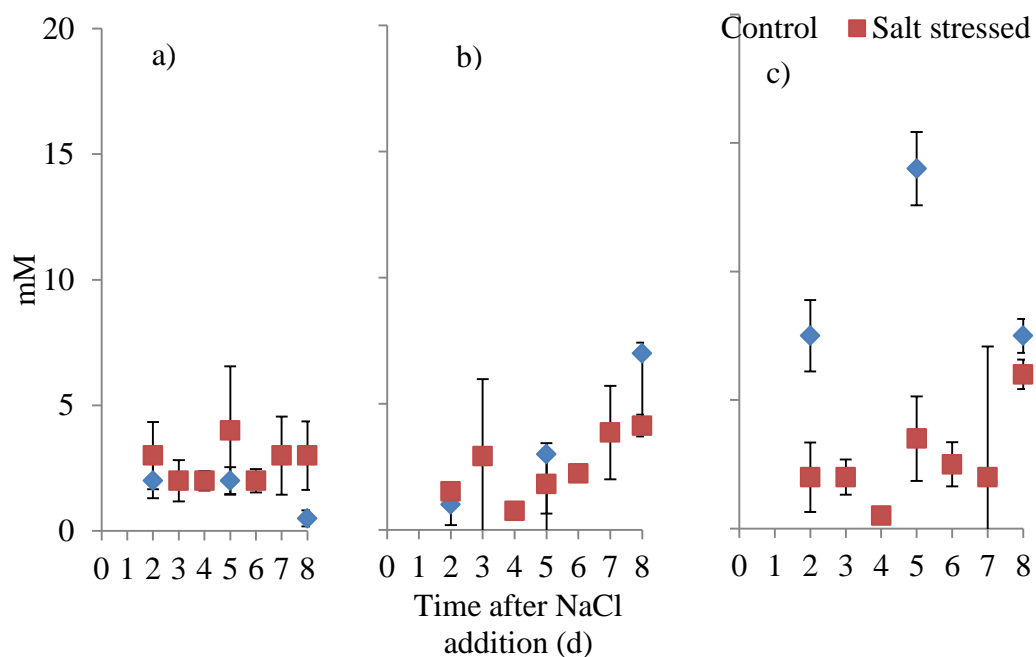 Control Salt stressed
a) b) c)
20
15
10
5
0
mM
0 1 2 3 4 5 6 7 8 0 1 2 3 4 5 6 7 8 0 1 2 3 4 5 6 7 8
Time after NaCl
addition (d)